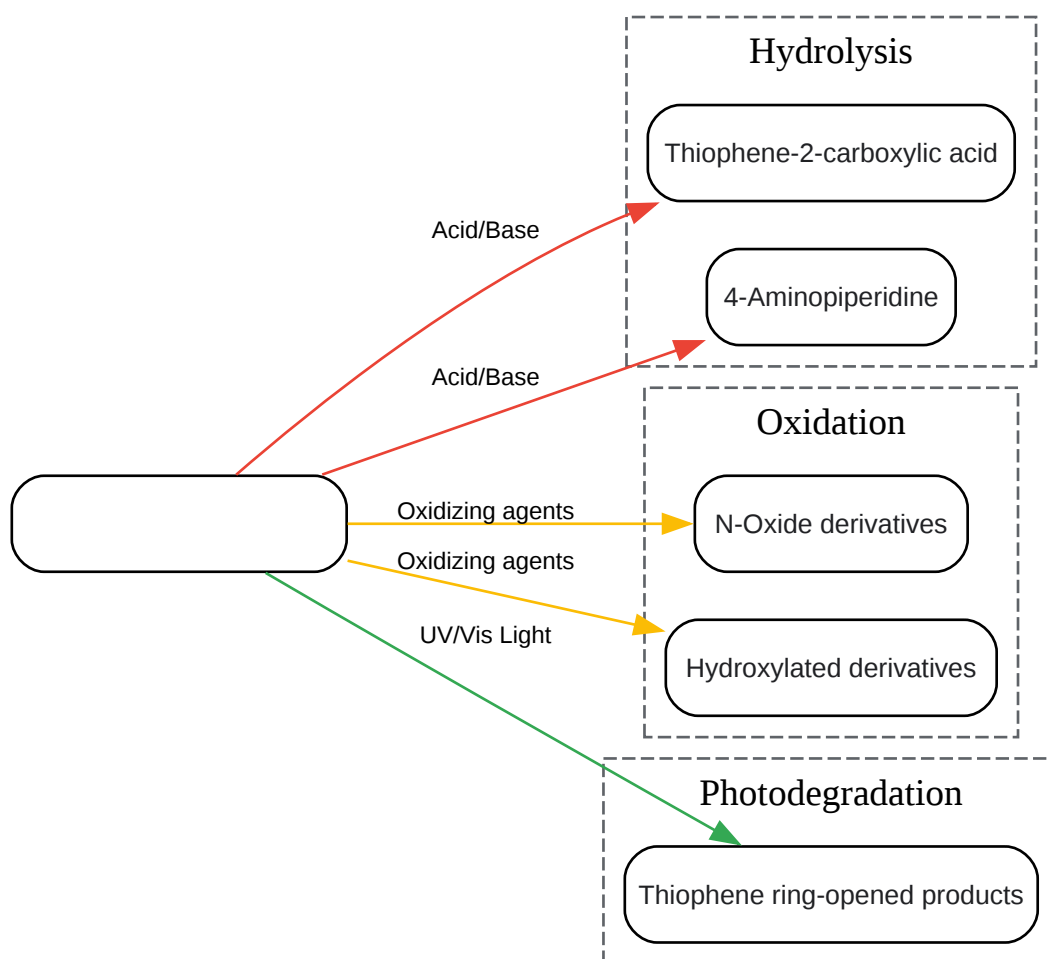 Hydrolysis
Thiophene-2-carboxylic acid
Acid/Base
4-Aminopiperidine
Acid/Base
Oxidation
Oxidizing agents
N-Oxide derivatives
Oxidizing agents
UV/Vis Light
Hydroxylated derivatives
Photodegradation
Thiophene ring-opened products